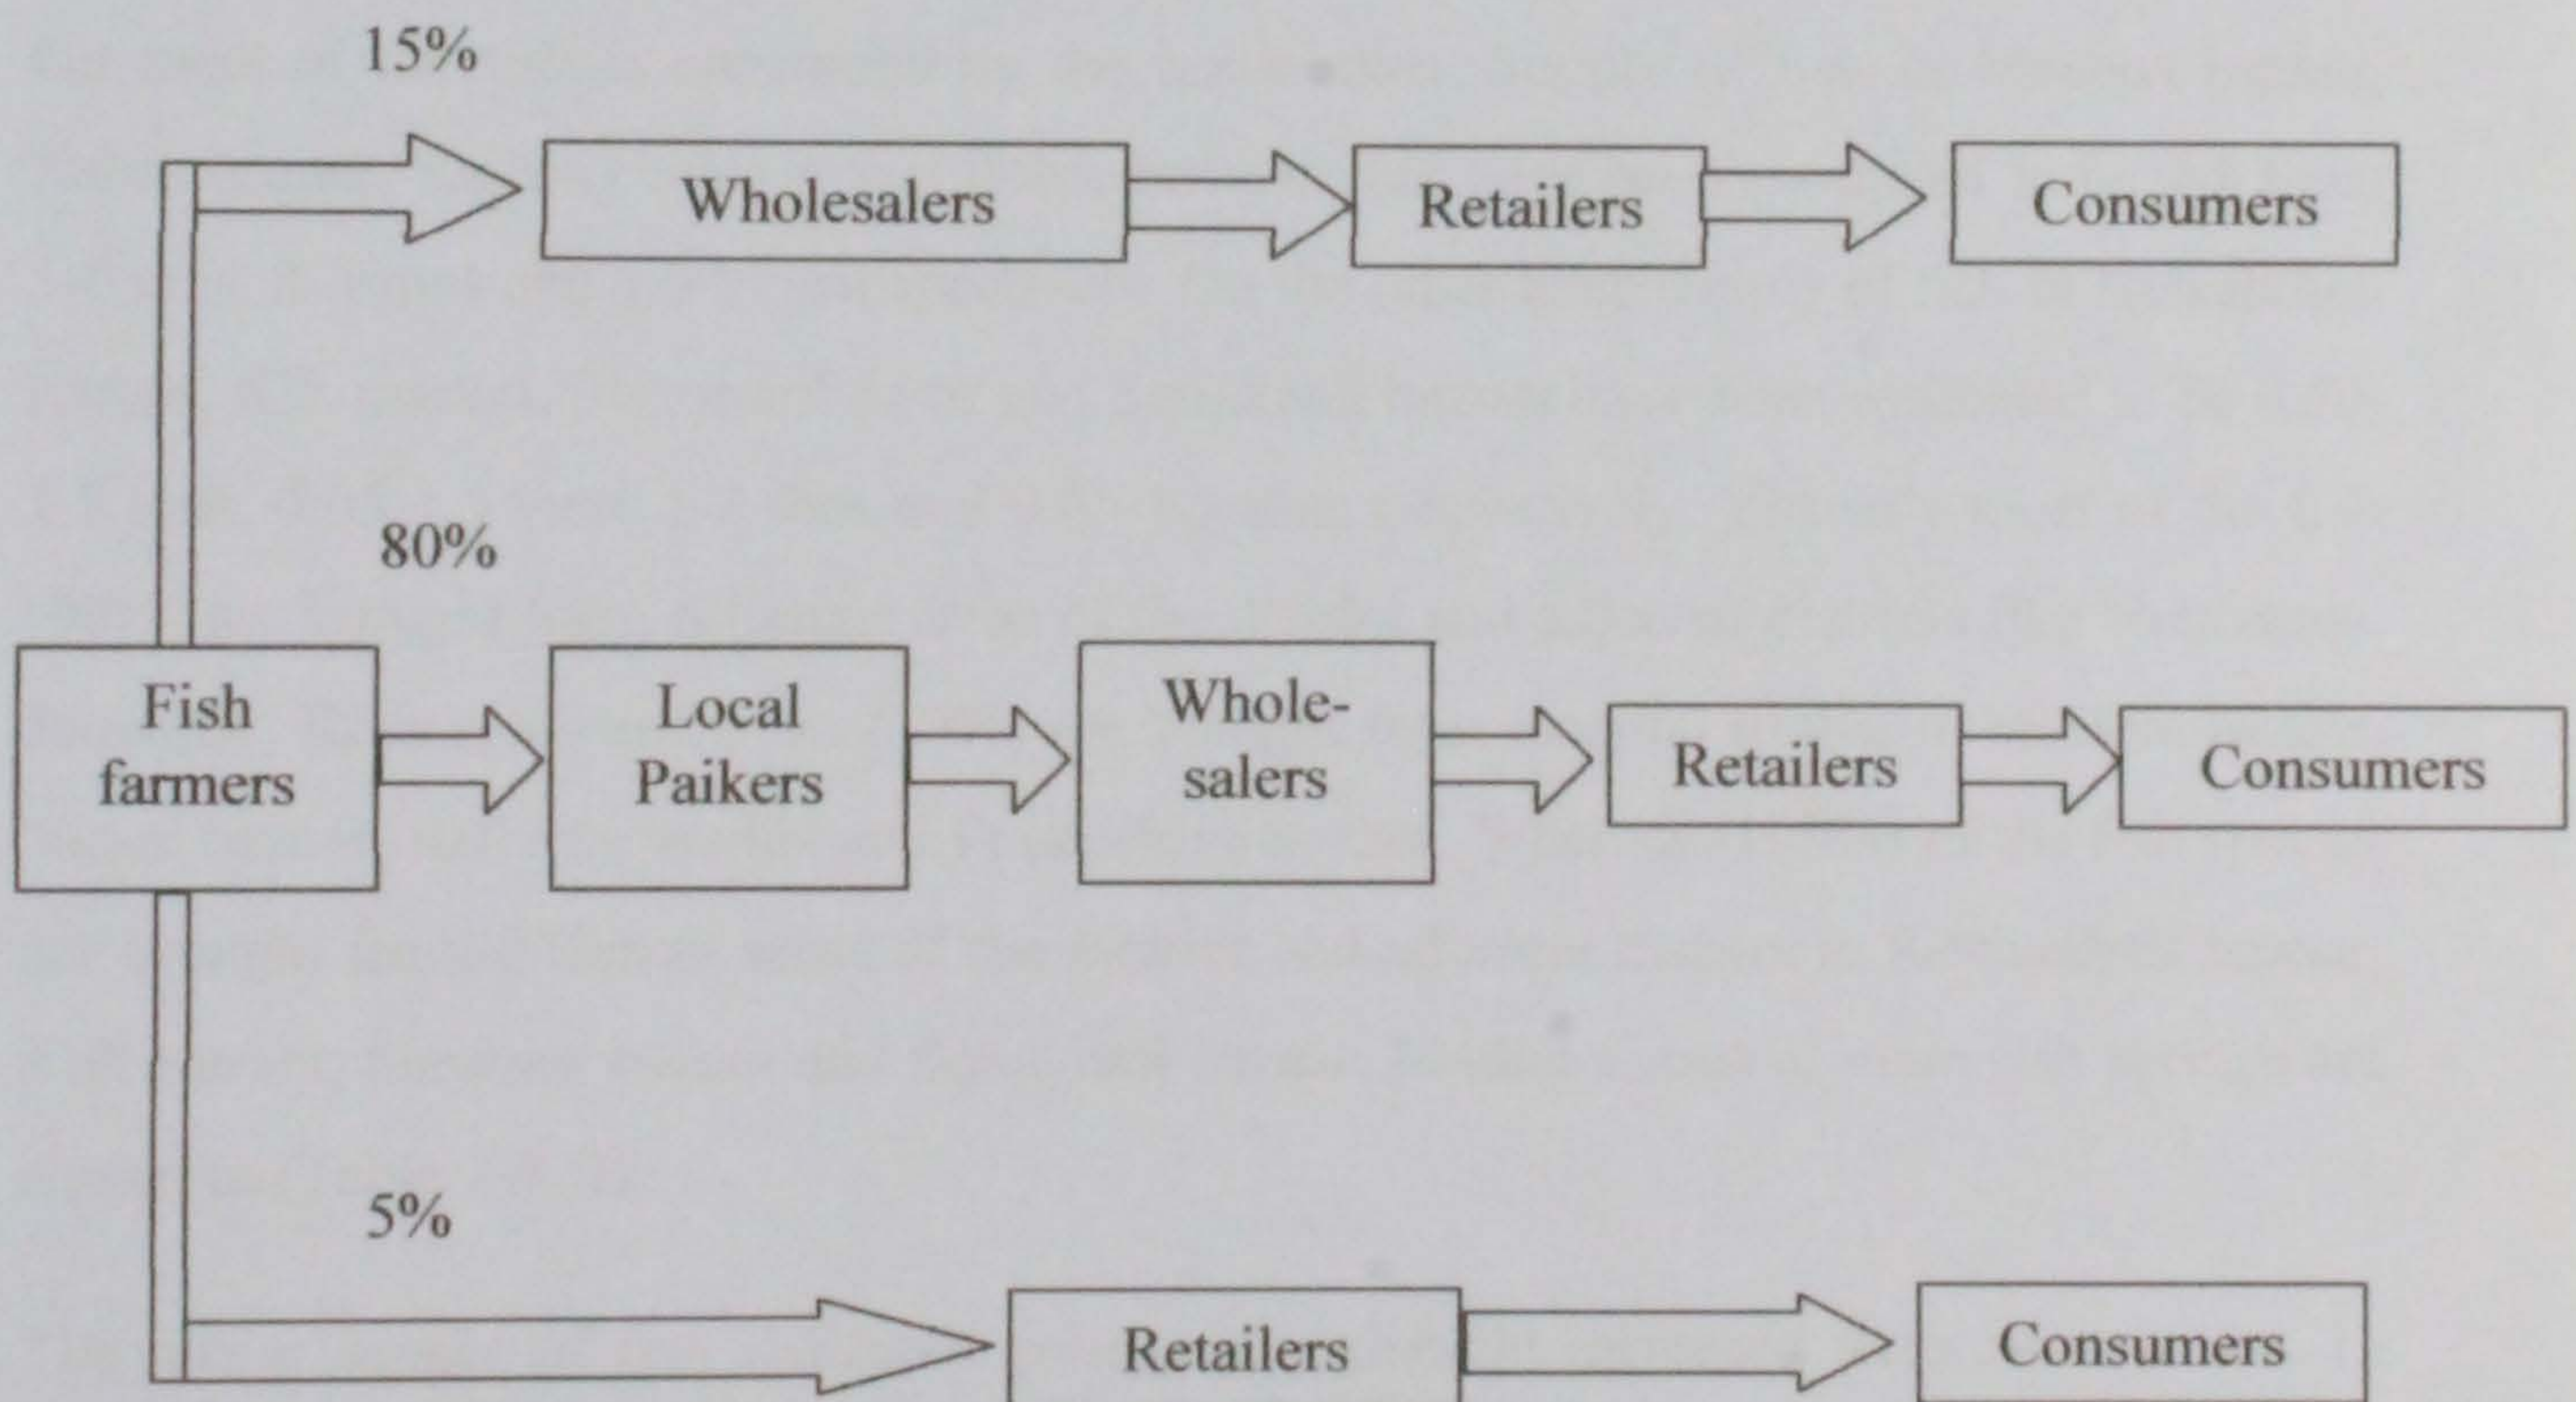 15%
Wholesalers
Retailers
Consumers
80%
Fish
farmers
Local
Paikers
Whole-
salers
Retailers
Consumers
5%
Retailers
Consumers